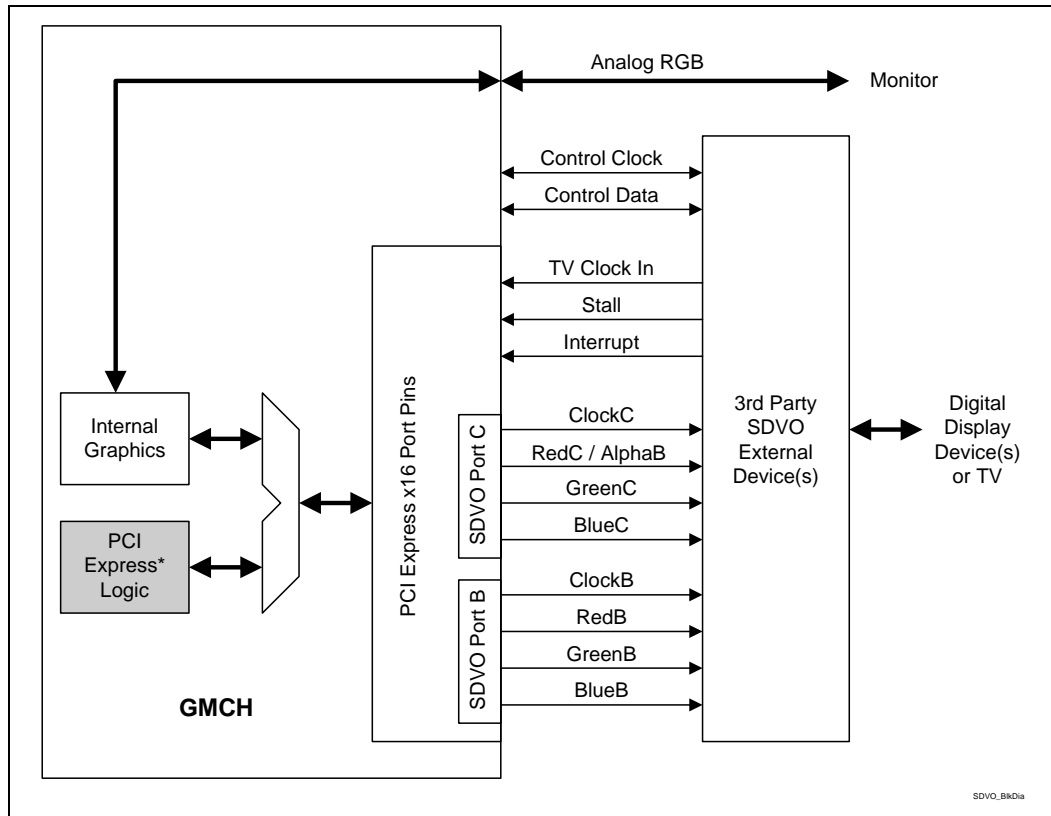 Analog RGB
Monitor
Control Clock
Control Data
TV Clock In
Stall
Interrupt
Internal
Graphics
PCI
Express*
Logic
GMCH
PCI Express x16 Port Pins
SDVO Port C
SDVO Port B
ClockC
RedC / AlphaB
GreenC
BlueC
ClockB
RedB
GreenB
BlueB
3rd Party
SDVO
External
Device(s)
Digital
Display
Device(s)
or TV
SDVO_BlkDia